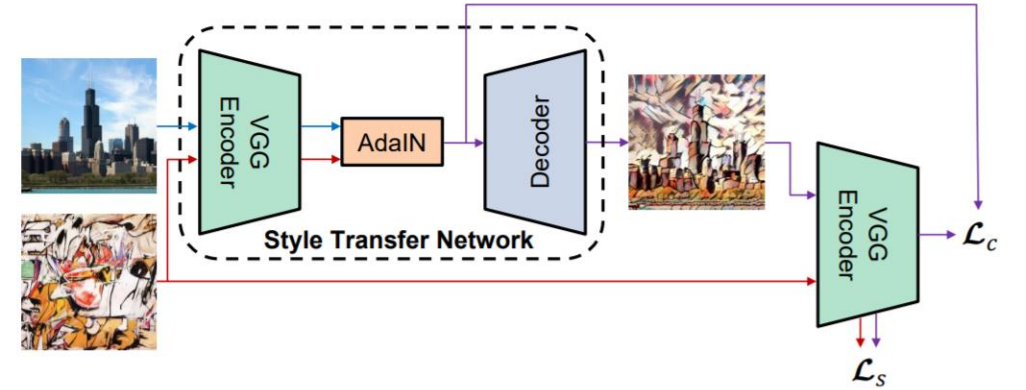 VGG
Encoder
AdaIN
Decoder
Style Transfer Network
VGG
Encoder
ℒc
ℒs